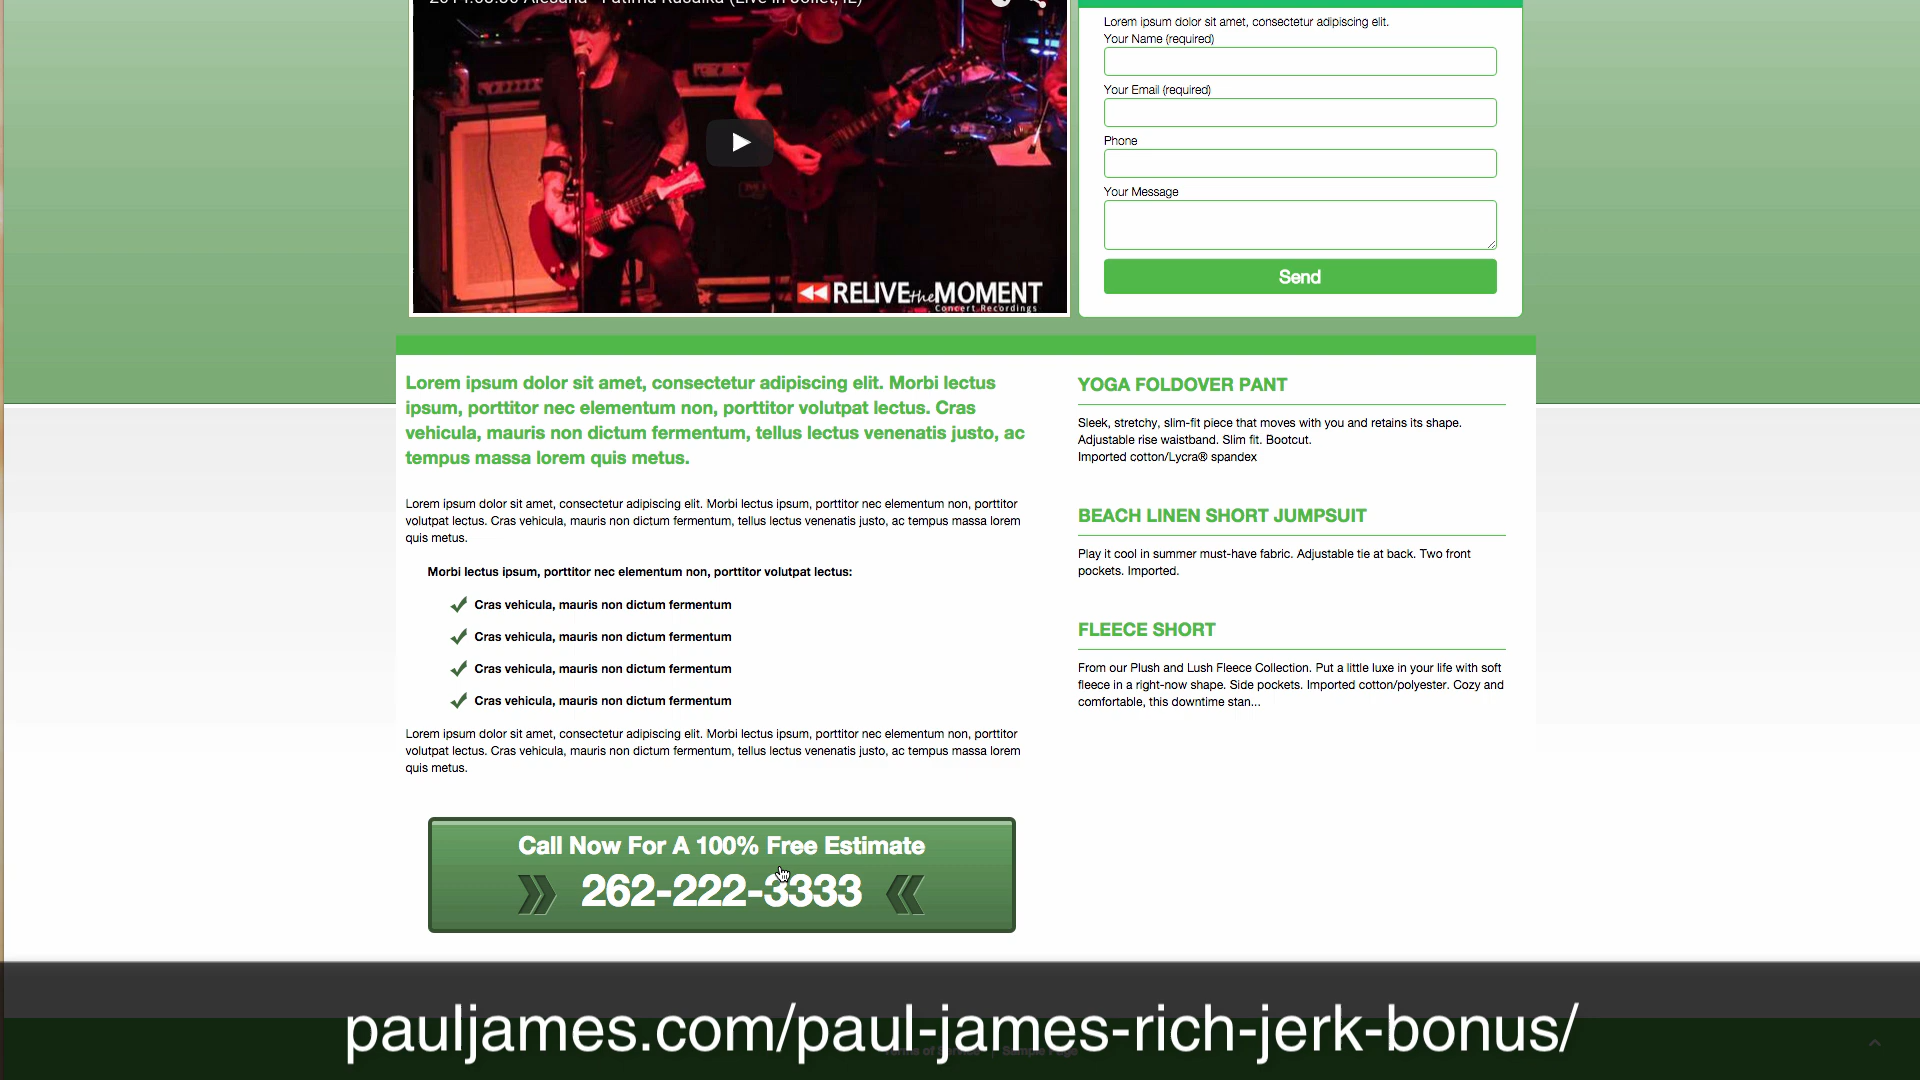 RELIVE the MOMENT
Concert Recordings
Lorem ipsum dolor sit amet, consectetur adipiscing elit.
Your Name (required)
Your Email (required)
Phone
Your Message
Send
Lorem ipsum dolor sit amet, consectetur adipiscing elit. Morbi lectus
ipsum, porttitor nec elementum non, porttitor volutpat lectus. Cras
vehicula, mauris non dictum fermentum, tellus lectus venenatis justo, ac
tempus massa lorem quis metus.
Lorem ipsum dolor sit amet, consectetur adipiscing elit. Morbi lectus ipsum, porttitor nec elementum non, porttitor
volutpat lectus. Cras vehicula, mauris non dictum fermentum, tellus lectus venenatis justo, ac tempus massa lorem
quis metus.
Morbi lectus ipsum, porttitor nec elementum non, porttitor volutpat lectus:
Cras vehicula, mauris non dictum fermentum
Cras vehicula, mauris non dictum fermentum
Cras vehicula, mauris non dictum fermentum
Cras vehicula, mauris non dictum fermentum
Lorem ipsum dolor sit amet, consectetur adipiscing elit. Morbi lectus ipsum, porttitor nec elementum non, porttitor
volutpat lectus. Cras vehicula, mauris non dictum fermentum, tellus lectus venenatis justo, ac tempus massa lorem
quis metus.
Call Now For A 100% Free Estimate
262-222-3333
YOGA FOLDOVER PANT
Sleek, stretchy, slim-fit piece that moves with you and retains its shape.
Adjustable rise waistband. Slim fit. Bootcut.
Imported cotton/Lycra® spandex
BEACH LINEN SHORT JUMPSUIT
Play it cool in summer must-have fabric. Adjustable tie at back. Two front
pockets. Imported.
FLEECE SHORT
From our Plush and Lush Fleece Collection. Put a little luxe in your life with soft
fleece in a right-now shape. Side pockets. Imported cotton/polyester. Cozy and
comfortable, this downtime stan...
pauljames.com/paul-james-rich-jerk-bonus/